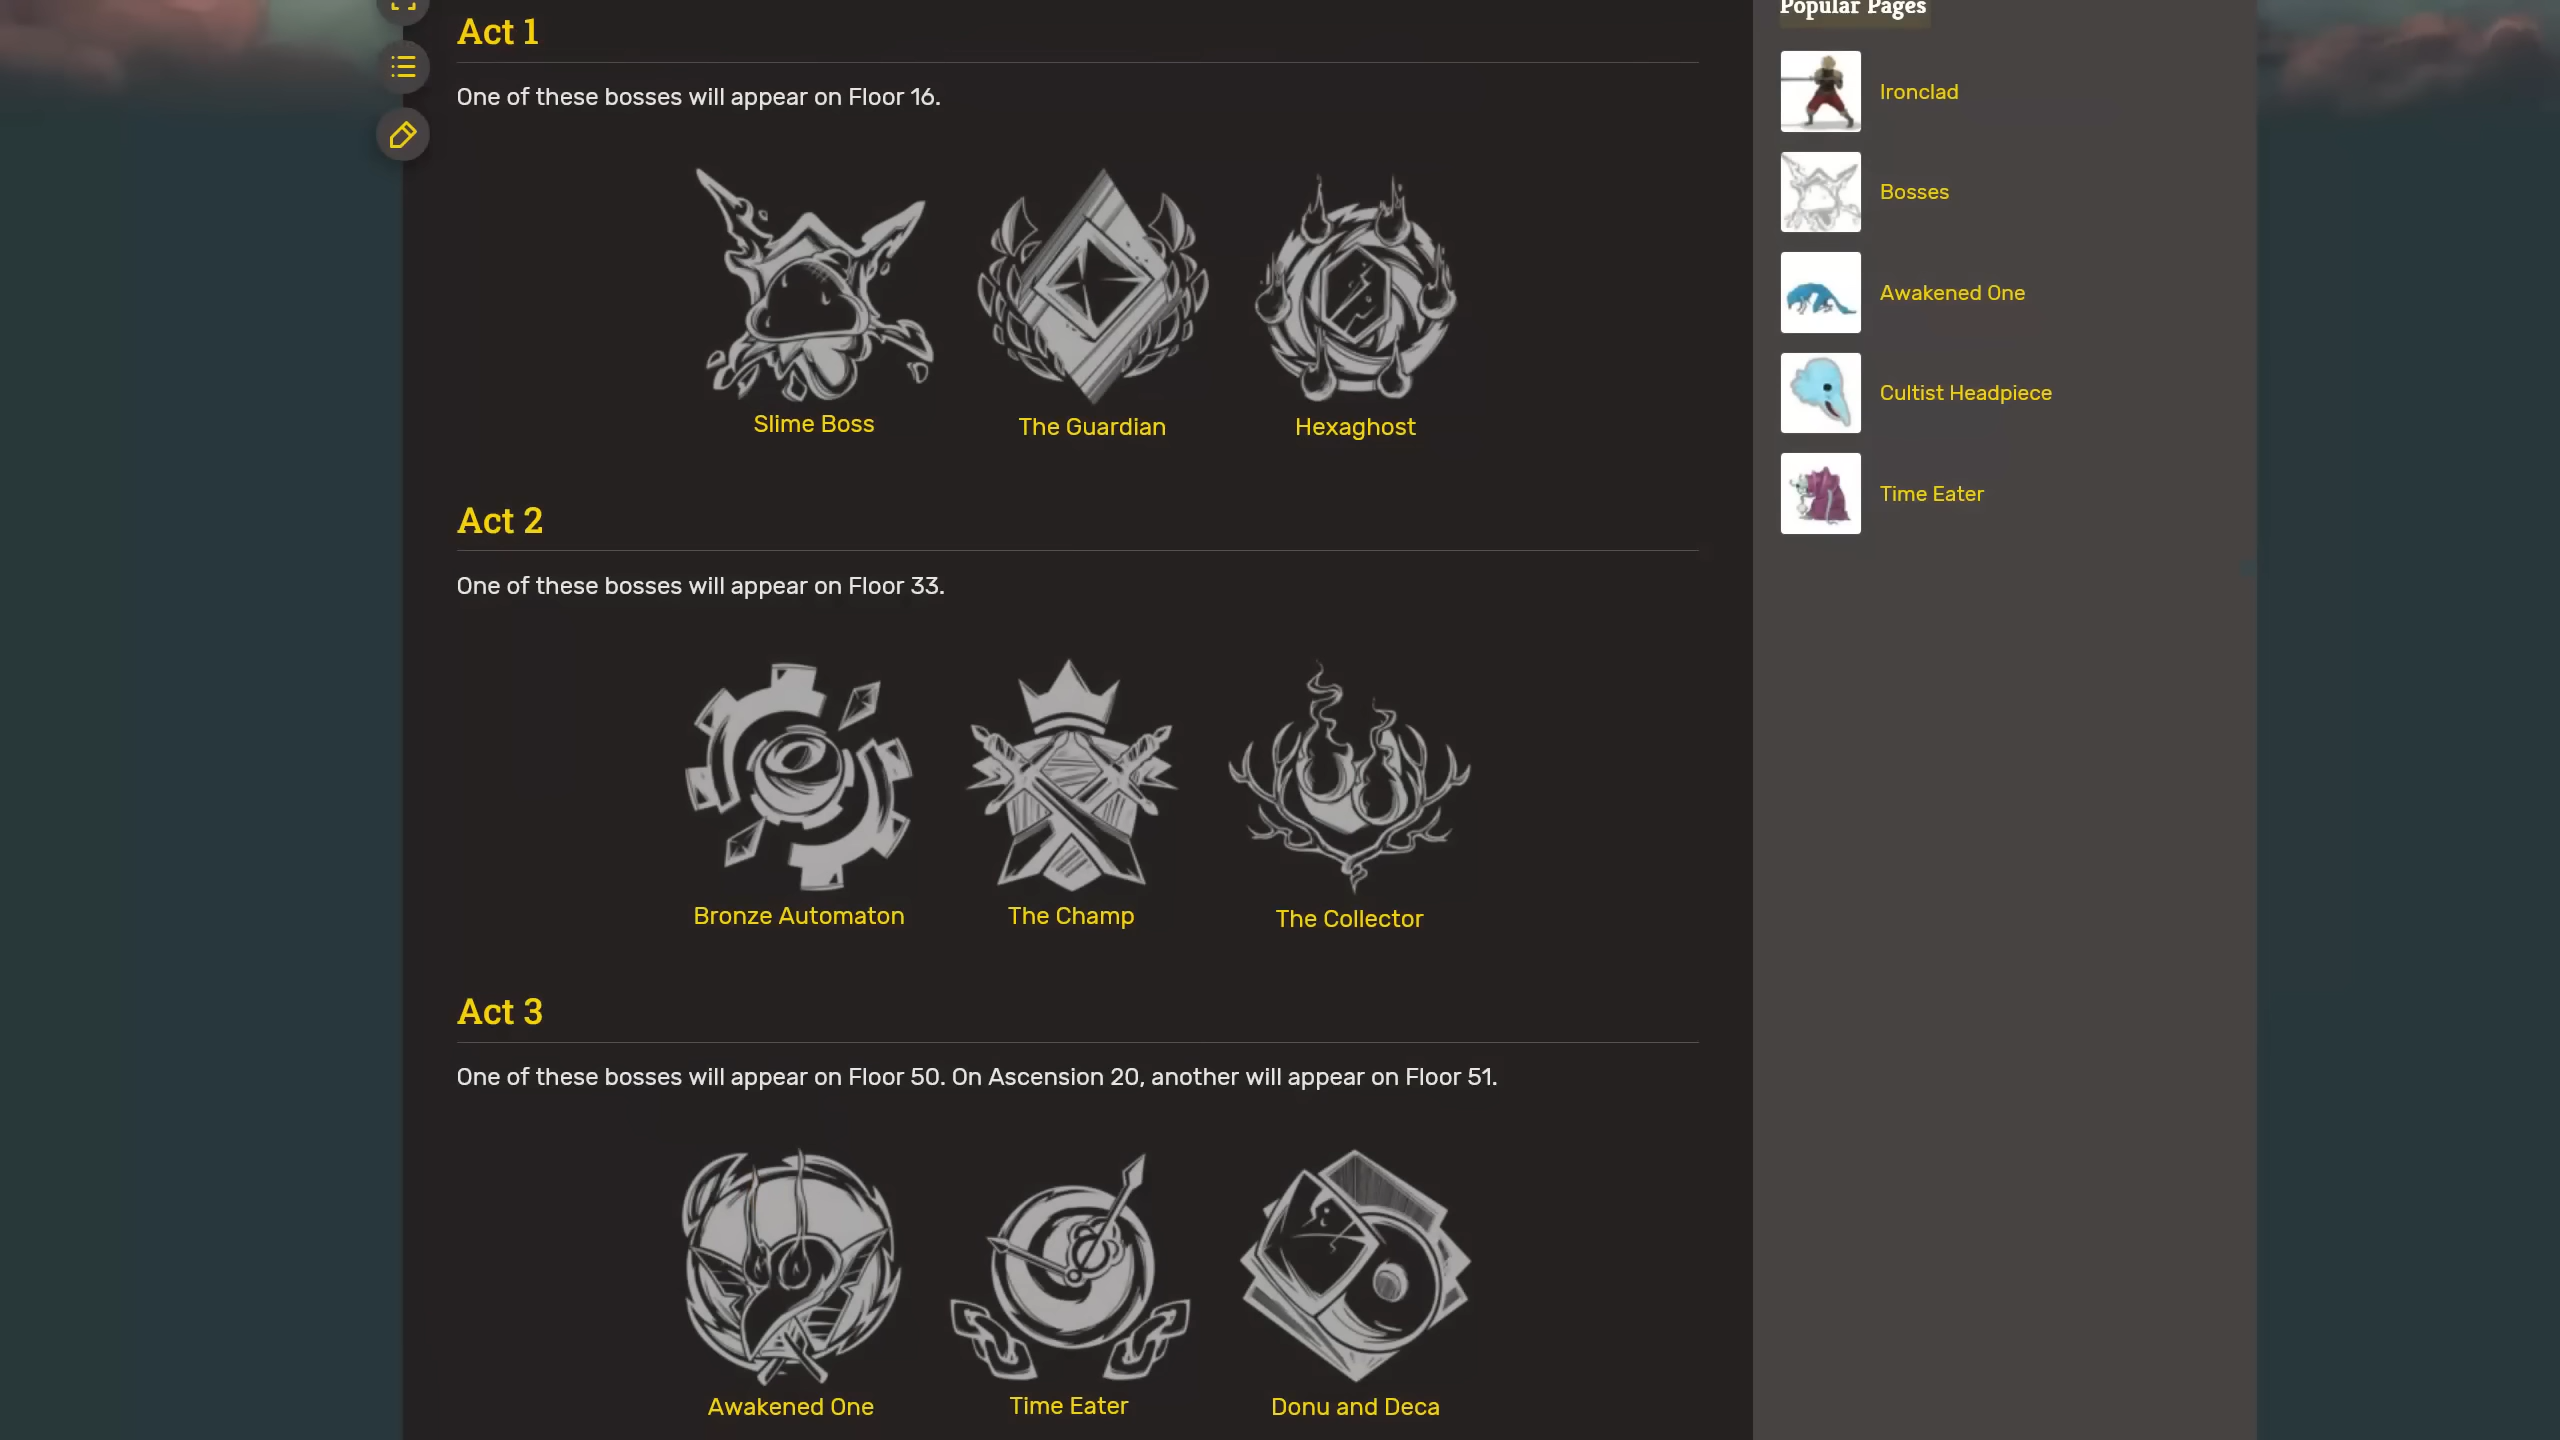 Act 1
One of these bosses will appear on Floor 16.
Slime Boss
The Guardian
Hexaghost
Act 2
One of these bosses will appear on Floor 33.
Bronze Automaton
The Champ
The Collector
Act 3
One of these bosses will appear on Floor 50. On Ascension 20, another will appear on Floor 51.
Awakened One
Time Eater
Donu and Deca
Popular Pages
Ironclad
Bosses
Awakened One
Cultist Headpiece
Time Eater